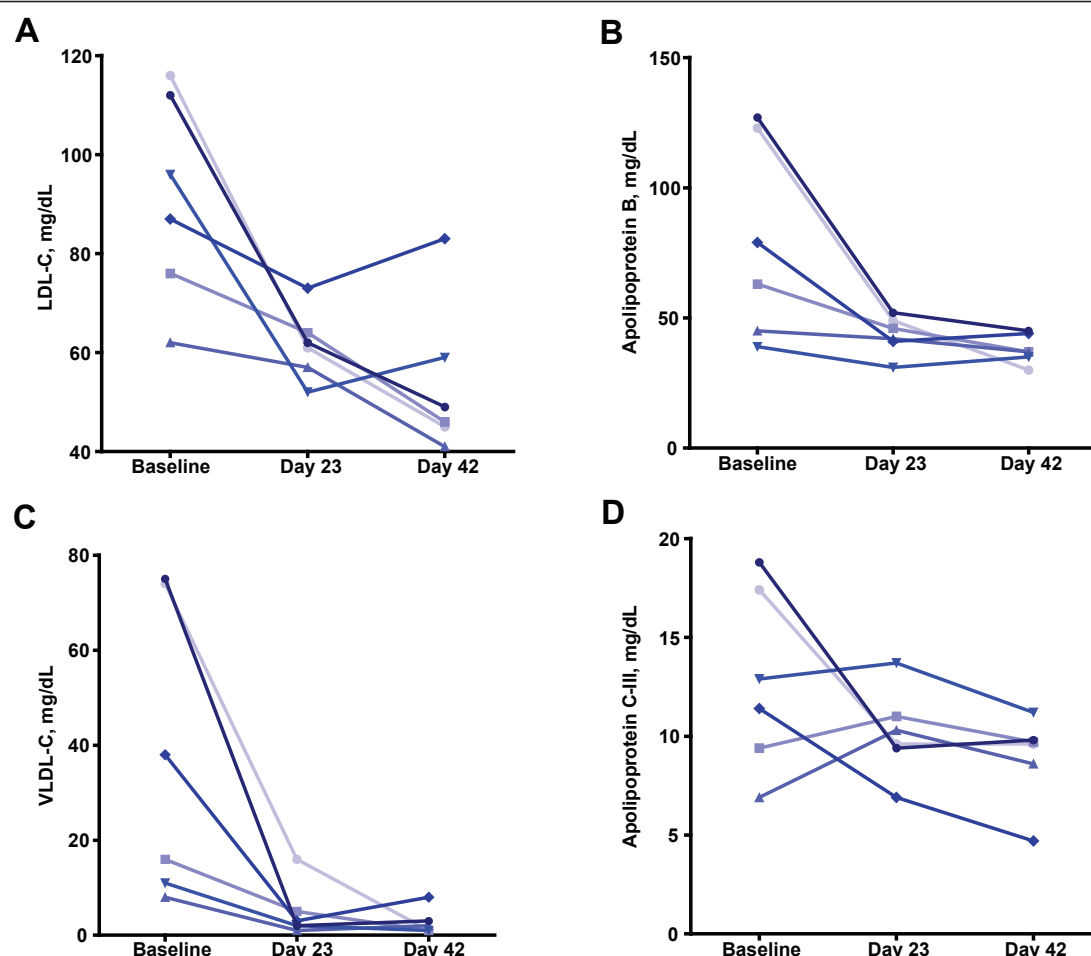 A
120
100
80
60
40
LDL-C, mg/dL
Baseline Day 23 Day 42
B
150
100
50
0
Apolipoprotein B, mg/dL
Baseline Day 23 Day 42
C
80
60
40
20
0
VLDL-C, mg/dL
Baseline Day 23 Day 42
D
20
15
10
5
0
Apolipoprotein C-III, mg/dL
Baseline Day 23 Day 42